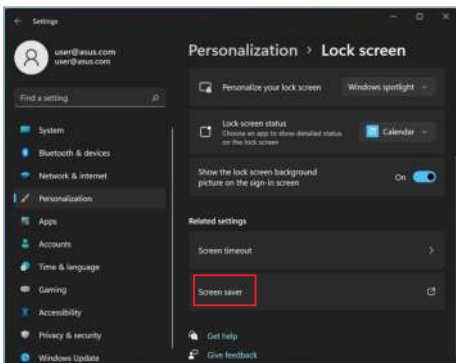 Settings
user@asus.com
user@asus.com
Find a setting
System
Bluetooth & devices
Network & internet
Personalization
Apps
Accounts
Time & language
Gaming
Accessibility
Privacy & security
Windows Update
Personalization > Lock screen
Personalize your lock screen
Windows spotlight
Lock screen status
Choose an app to show detailed status
on the lock screen
Calendar
Show the lock screen background
picture on the sign-in screen
On
Related settings
Screen timeout
Screen saver
Get help
Give feedback